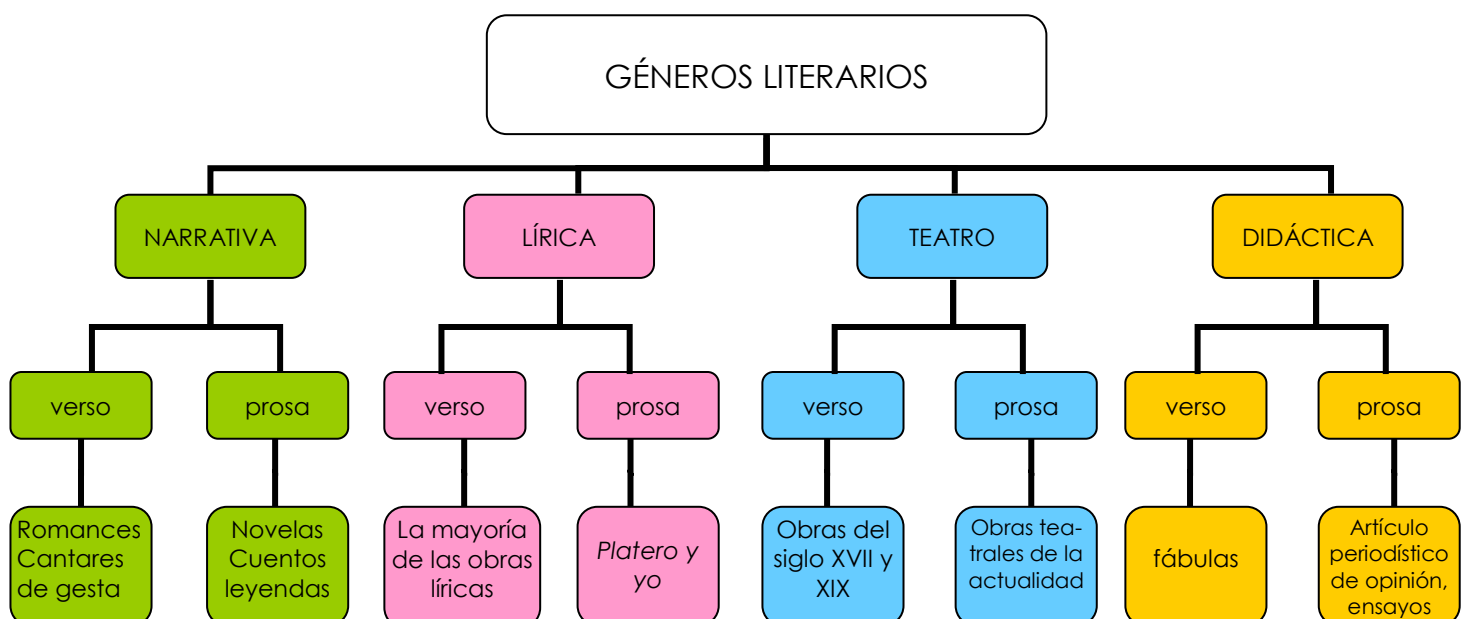 GÉNEROS LITERARIOS
NARRATIVA
LÍRICA
TEATRO
DIDÁCTICA
verso
prosa
verso
prosa
verso
prosa
verso
prosa
Romances
Cantares
de gesta
Novelas
Cuentos
leyendas
La mayoría
de las obras
líricas
Platero y
yo
Obras del
siglo XVII y
XIX
Obras tea-
trales de la
actualidad
fábulas
Artículo
periodístico
de opinión,
ensayos